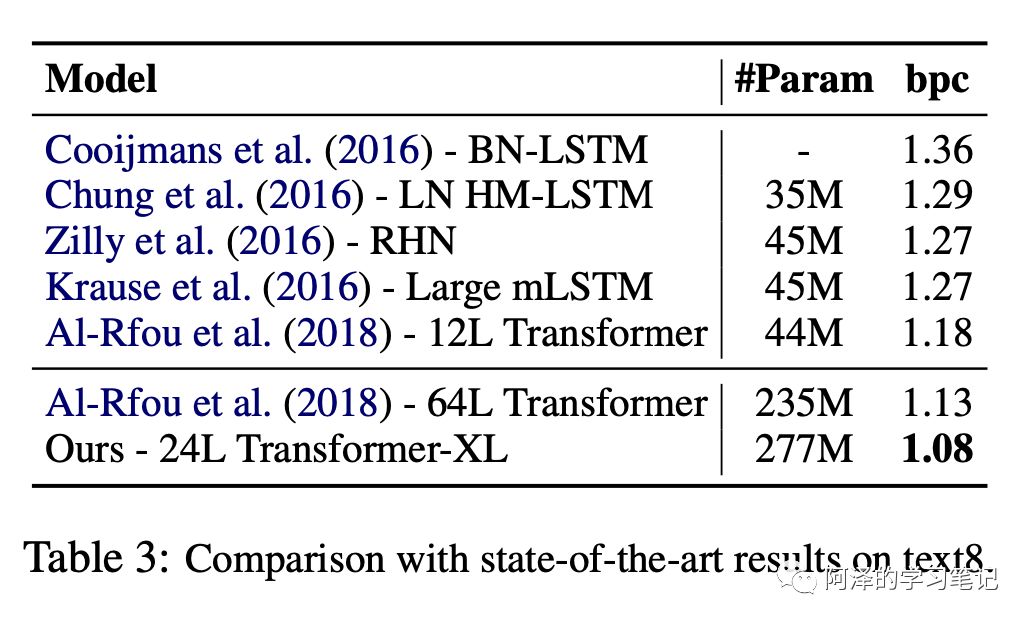 Model #Param bpc
Cooijmans et al. (2016) - BN-LSTM - 1.36
Chung et al. (2016) - LN HM-LSTM 35M 1.29
Zilly et al. (2016) - RHN 45M 1.27
Krause et al. (2016) - Large mLSTM 45M 1.27
Al-Rfou et al. (2018) - 12L Transformer 44M 1.18
Al-Rfou et al. (2018) - 64L Transformer 235M 1.13
Ours - 24L Transformer-XL 277M 1.08
Table 3: Comparison with state-of-the-art results on text8.
阿泽的学习笔记